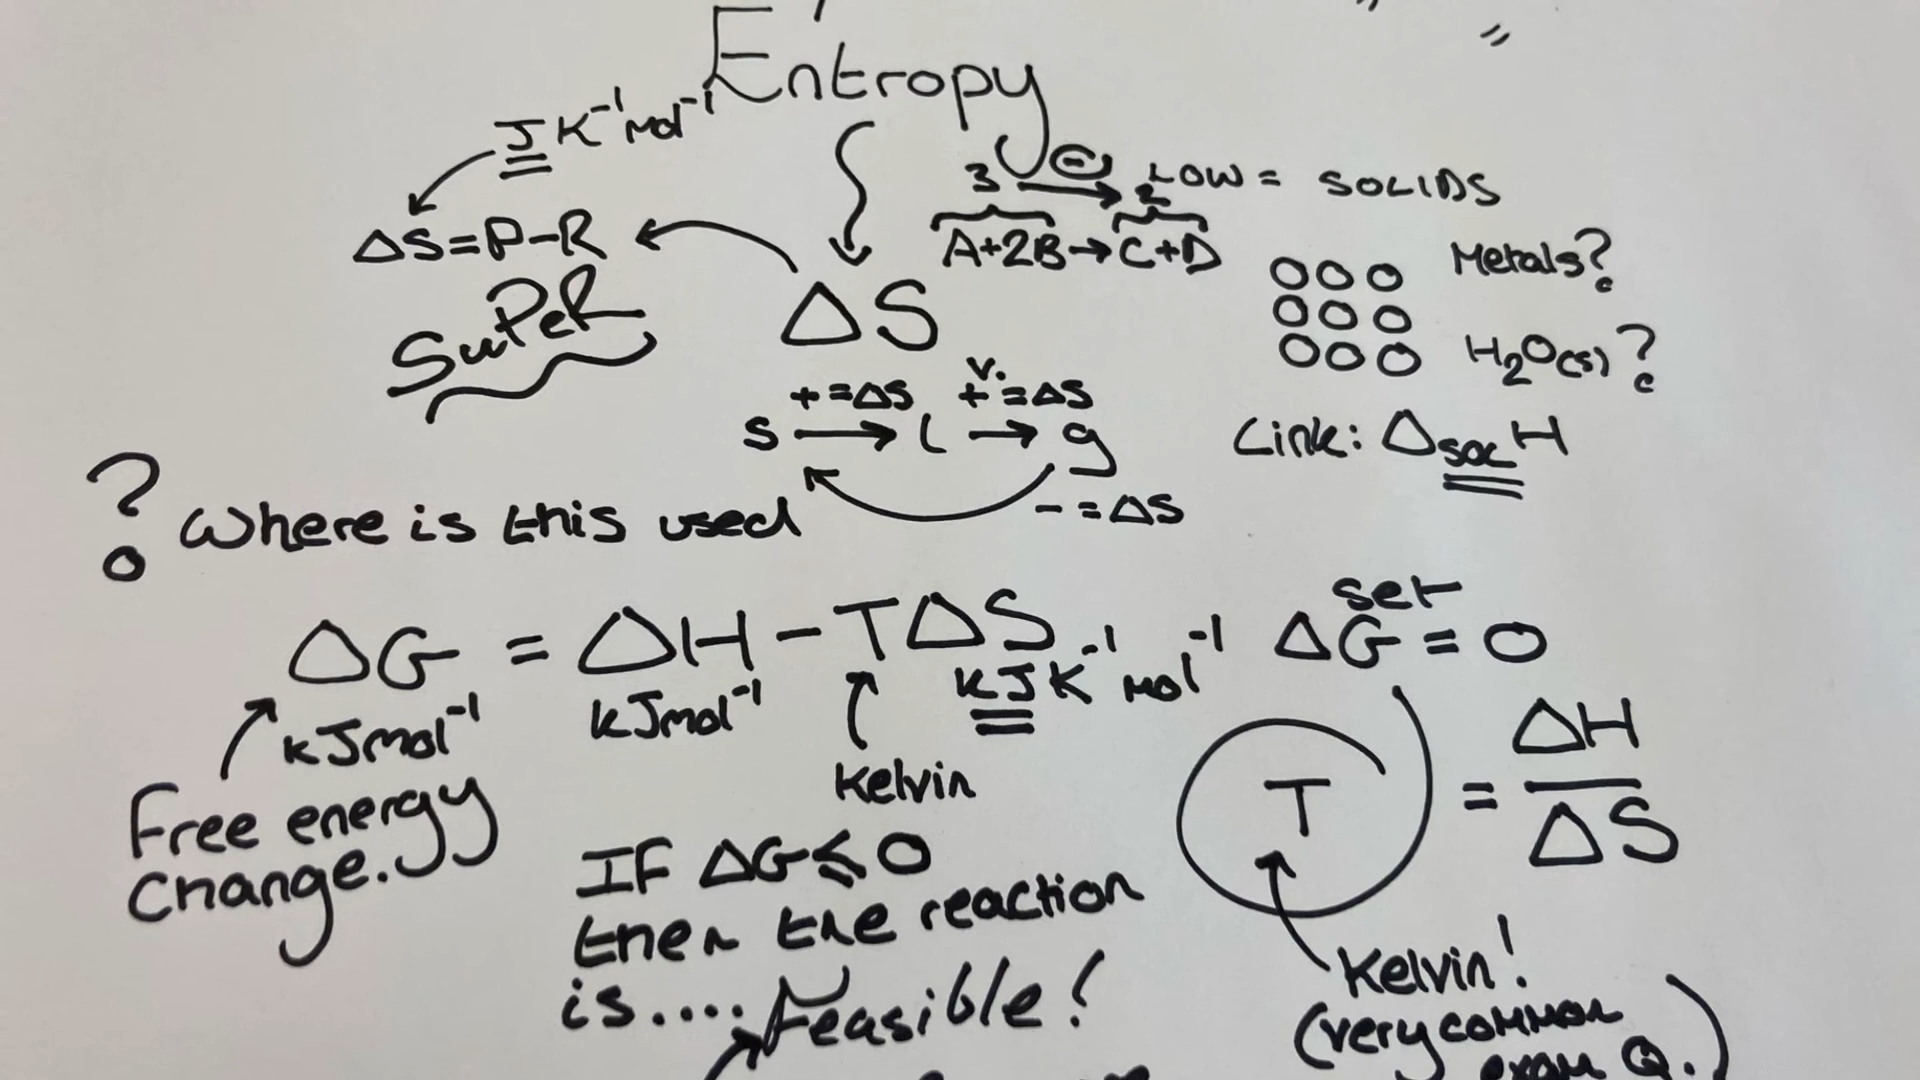 Entropy
JK⁻¹mol⁻¹
3 ⊖ 2
LOW = SOLIDS
ΔS=P-R
A+2B→C+D
Metals?
SuPeR
ΔS
H₂O(s)?
+=ΔS v.+=ΔS
s → l → g
Link: ΔsocH
- = ΔS
? Where is this used
ΔG = ΔH - TΔS
kJmol⁻¹ kJmol⁻¹ kJK⁻¹mol⁻¹
Kelvin
Free energy
change.
set
ΔG = 0
T = ΔH/ΔS
IF ΔG⩽0
then the reaction
is.... Feasible!
Kelvin!
(very common
exam Q.)